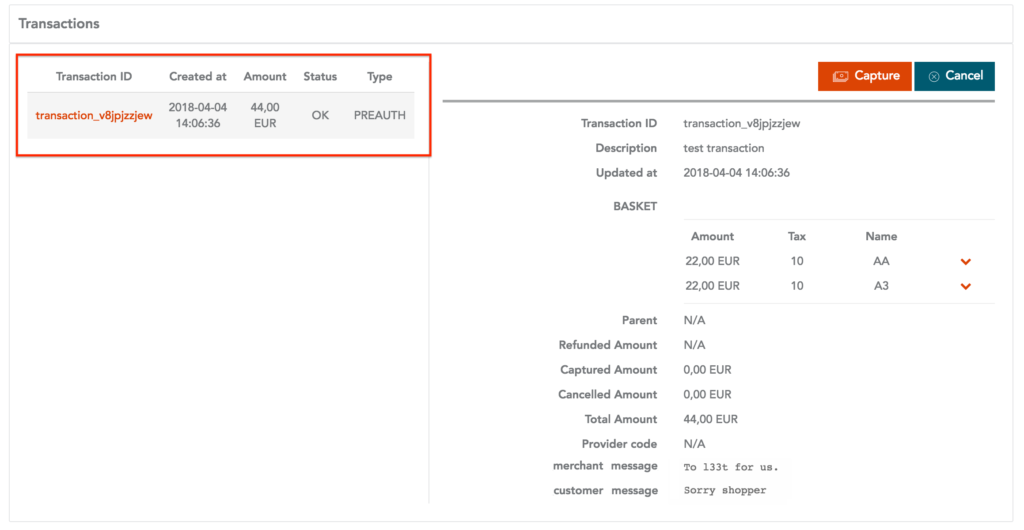 Transactions
Transaction ID Created at Amount Status Type
transaction_v8jpjzzjew 2018-04-04 14:06:36 44,00 EUR OK PREAUTH
Capture Cancel
Transaction ID transaction_v8jpjzzjew
Description test transaction
Updated at 2018-04-04 14:06:36
BASKET
Amount Tax Name
22,00 EUR 10 AA
22,00 EUR 10 A3
Parent N/A
Refunded Amount N/A
Captured Amount 0,00 EUR
Cancelled Amount 0,00 EUR
Total Amount 44,00 EUR
Provider code N/A
merchant message To l33t for us.
customer message Sorry shopper